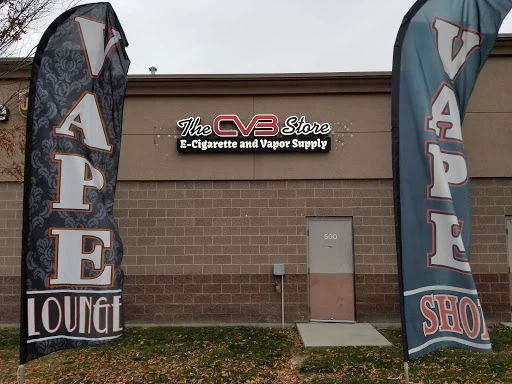 VAPE
LOUNGE
The CVB Store
E-Cigarette and Vapor Supply
500
VAPE
SHOP